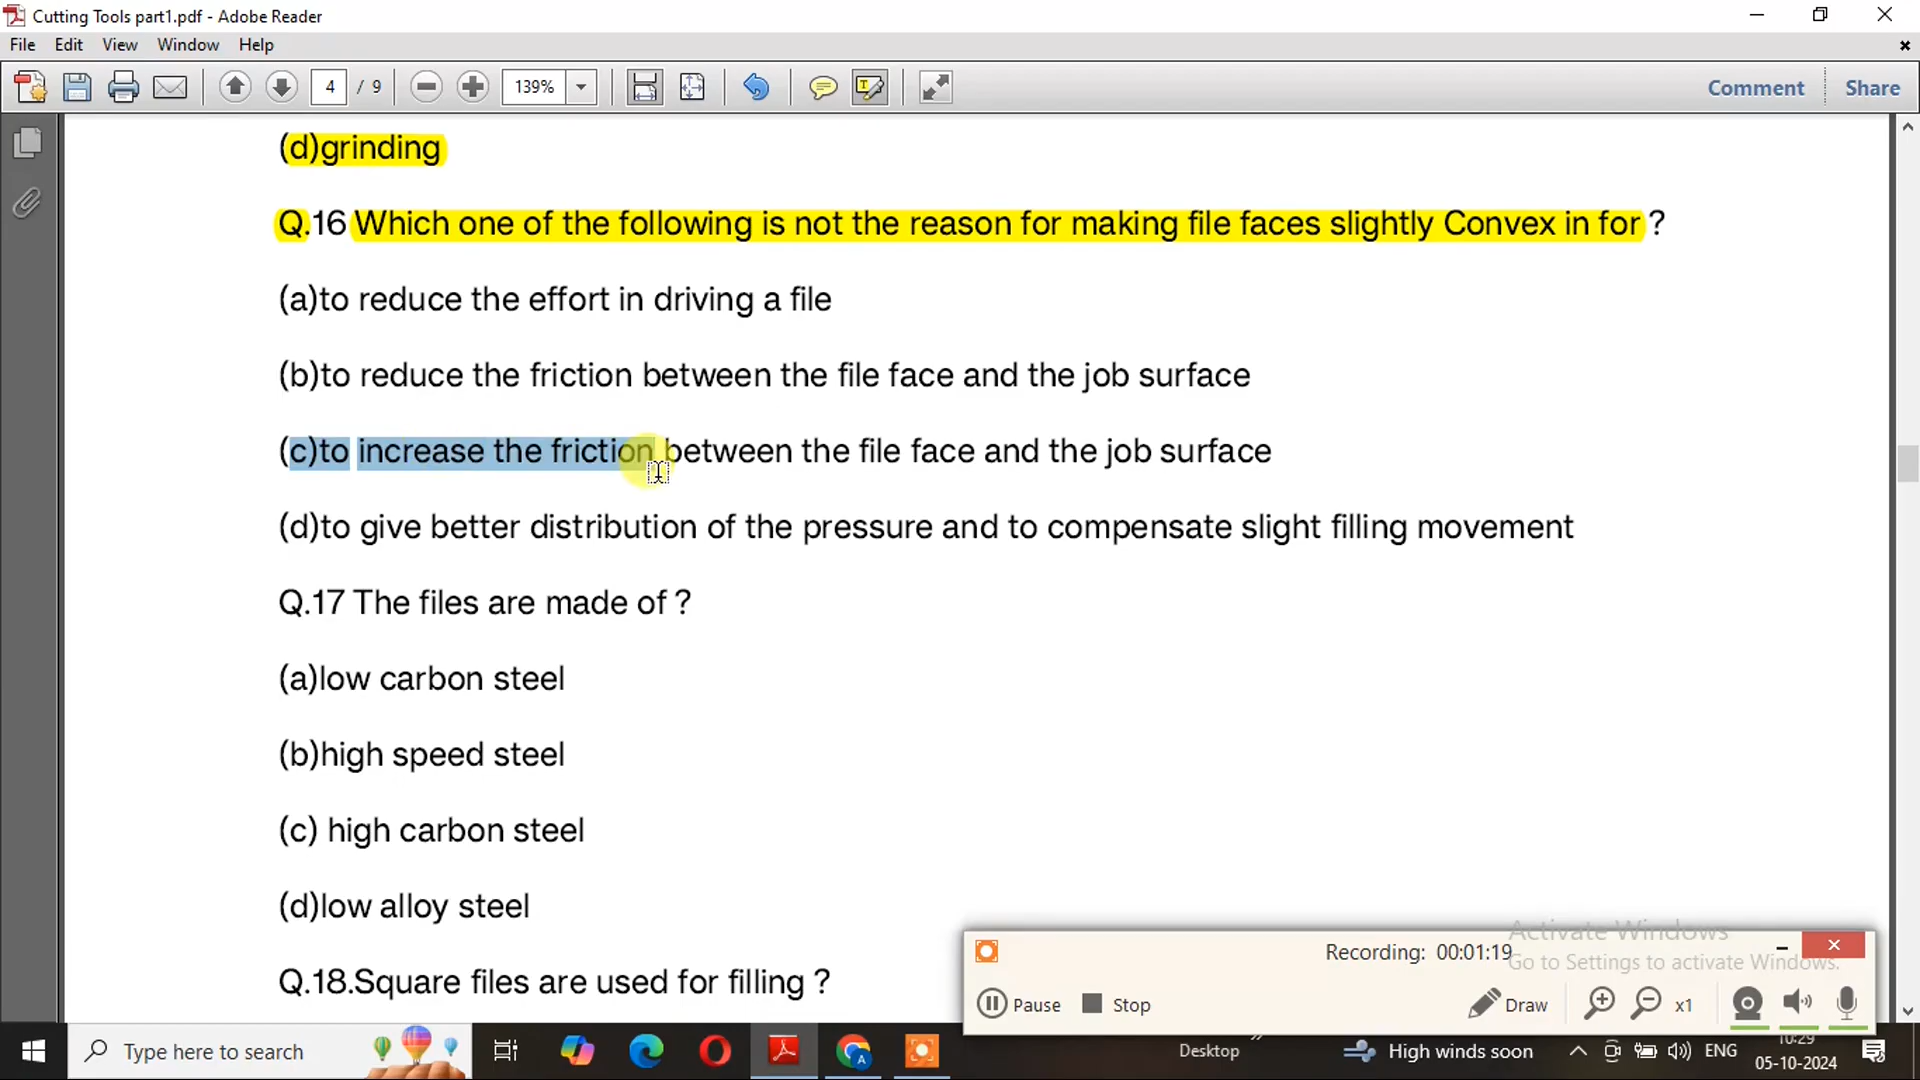 Cutting Tools part1.pdf - Adobe Reader
File Edit View Window Help
4 / 9 139% Comment Share
(d)grinding
Q.16 Which one of the following is not the reason for making file faces slightly Convex in for ?
(a)to reduce the effort in driving a file
(b)to reduce the friction between the file face and the job surface
(c)to increase the friction between the file face and the job surface
(d)to give better distribution of the pressure and to compensate slight filling movement
Q.17 The files are made of ?
(a)low carbon steel
(b)high speed steel
(c) high carbon steel
(d)low alloy steel
Q.18.Square files are used for filling ?
Activate Windows
Go to Settings to activate Windows.
Recording: 00:01:19
Pause Stop Draw x1
Type here to search
Desktop High winds soon ENG
10:29
05-10-2024